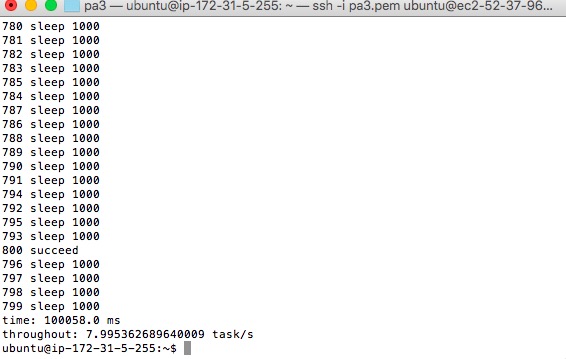 pa3 — ubuntu@ip-172-31-5-255: ~ — ssh -i pa3.pem ubuntu@ec2-52-37-96...
780 sleep 1000
781 sleep 1000
782 sleep 1000
783 sleep 1000
785 sleep 1000
784 sleep 1000
787 sleep 1000
786 sleep 1000
788 sleep 1000
789 sleep 1000
790 sleep 1000
791 sleep 1000
794 sleep 1000
792 sleep 1000
795 sleep 1000
793 sleep 1000
800 succeed
796 sleep 1000
797 sleep 1000
798 sleep 1000
799 sleep 1000
time: 100058.0 ms
throughout: 7.995362689640009 task/s
ubuntu@ip-172-31-5-255:~$